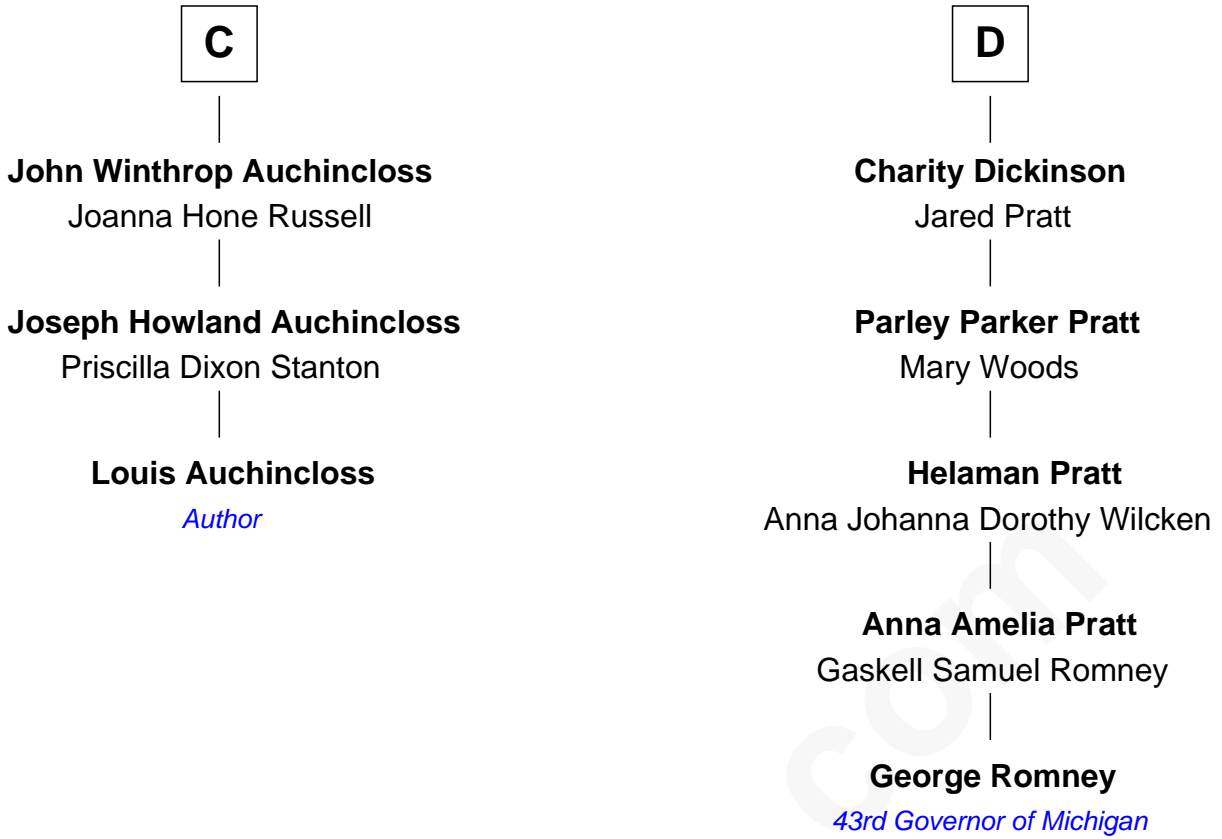 C
John Winthrop Auchincloss
Joanna Hone Russell
Joseph Howland Auchincloss
Priscilla Dixon Stanton
Louis Auchincloss
Author
D
Charity Dickinson
Jared Pratt
Parley Parker Pratt
Mary Woods
Helaman Pratt
Anna Johanna Dorothy Wilcken
Anna Amelia Pratt
Gaskell Samuel Romney
George Romney
43rd Governor of Michigan
com